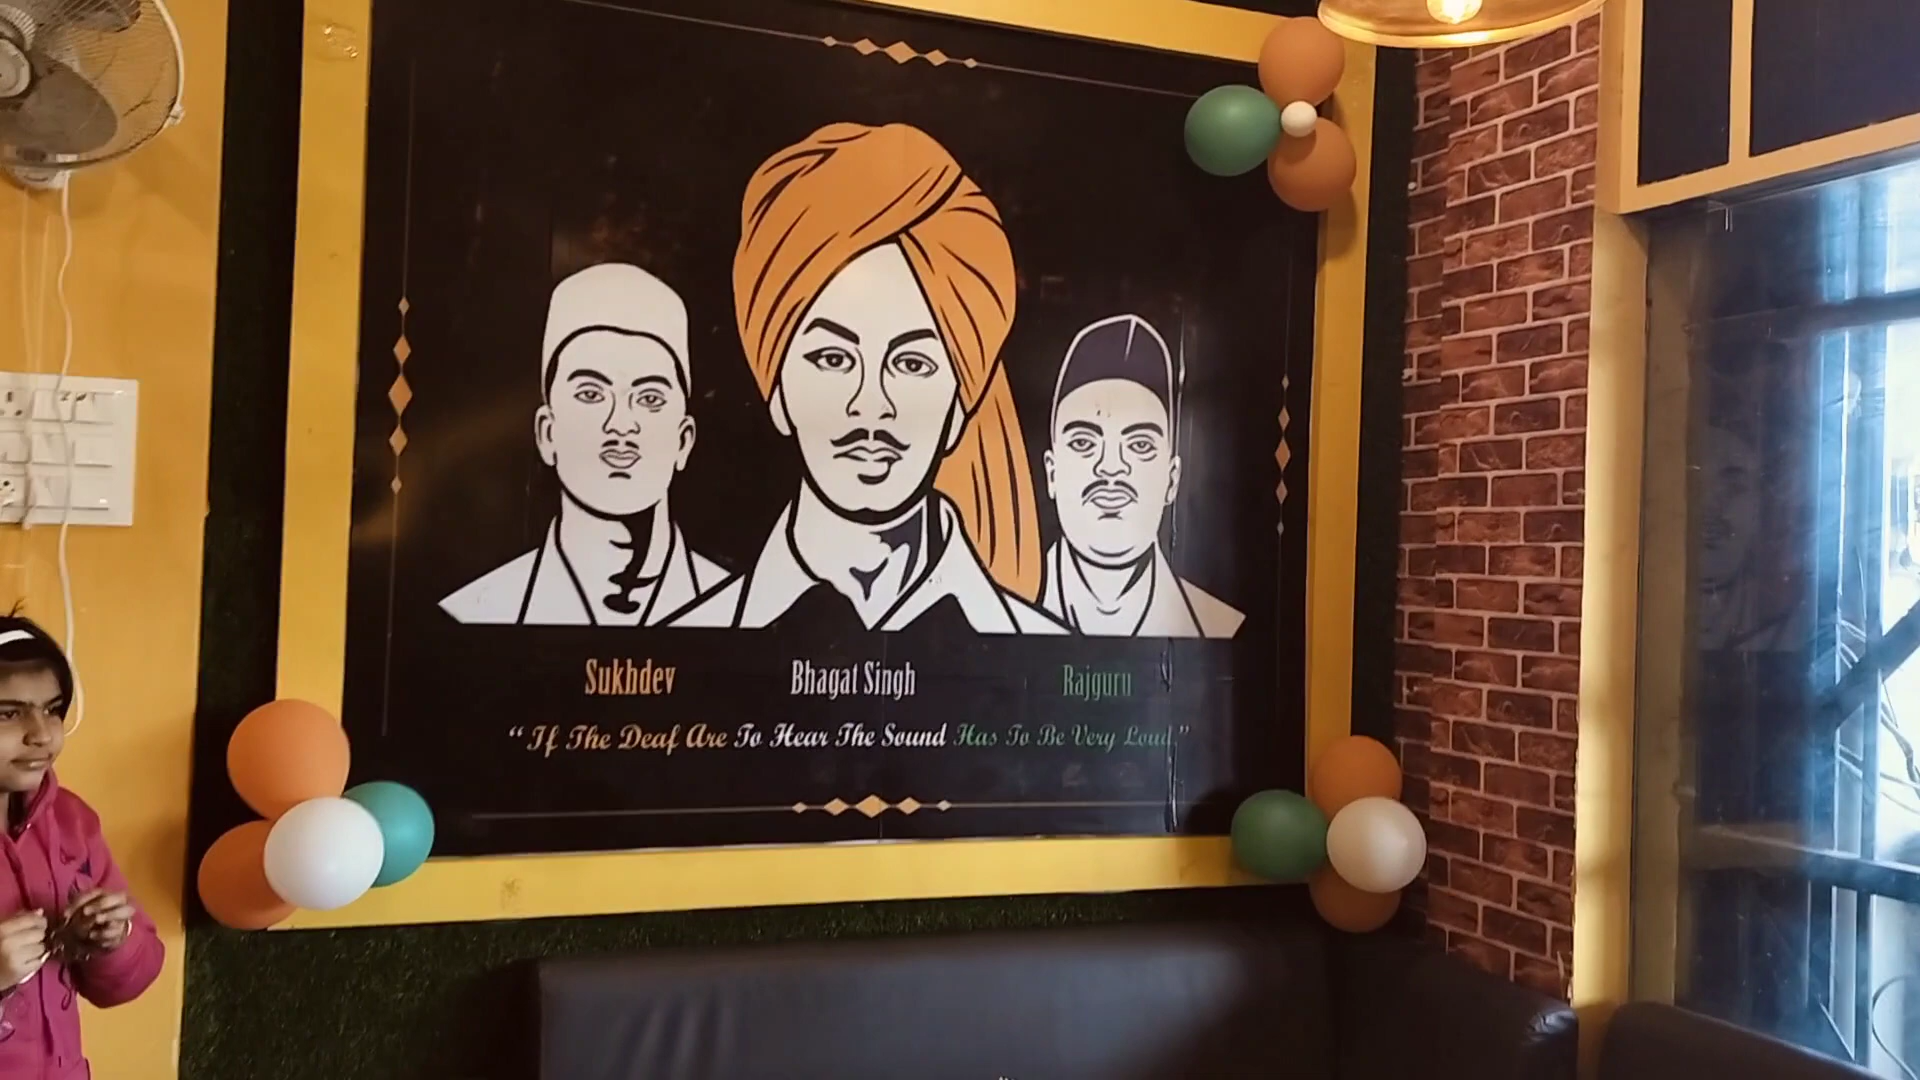 Sukhdev Bhagat Singh Rajguru
“If The Deaf Are To Hear The Sound Has To Be Very Loud”